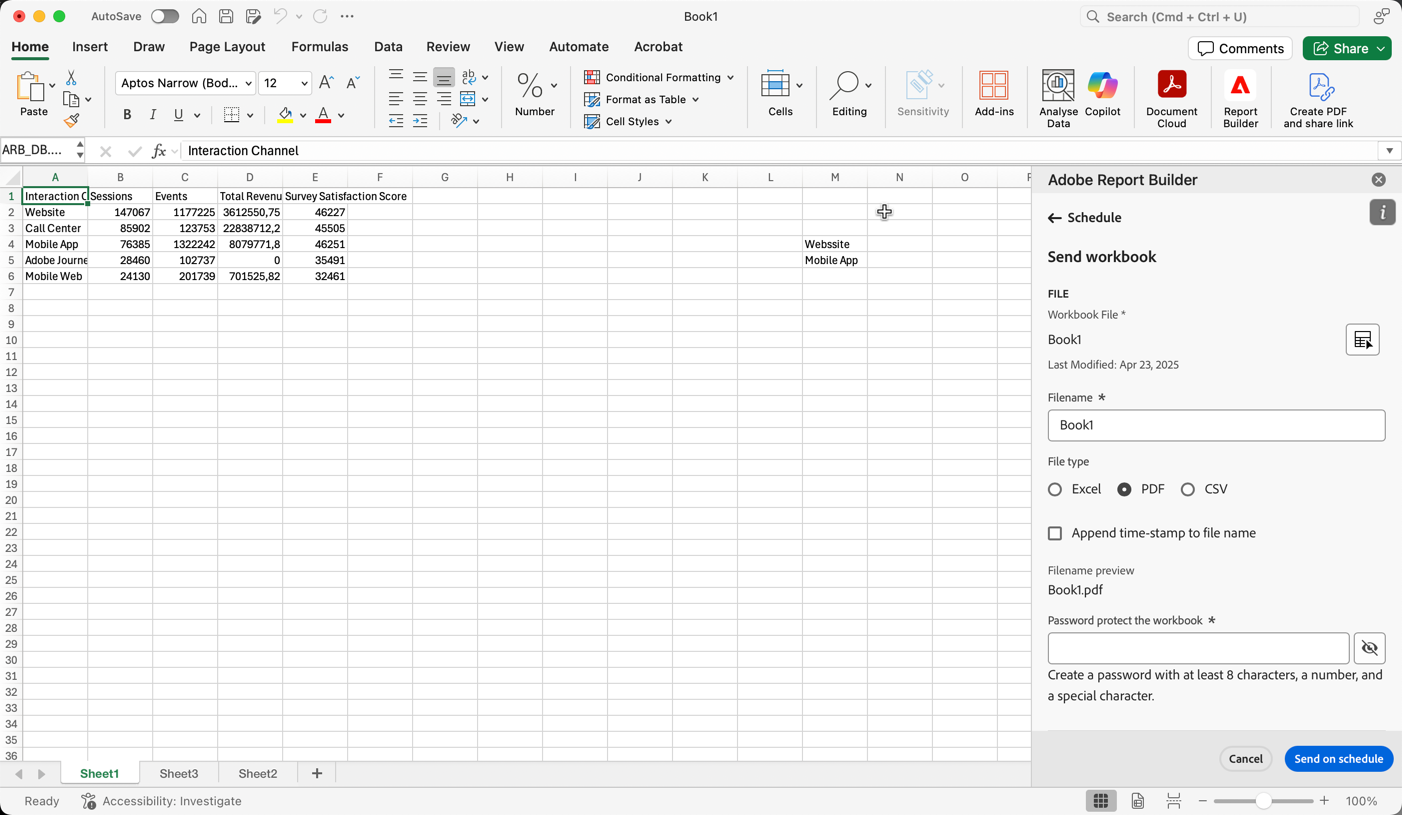 AutoSave
Book1
Search (Cmd + Ctrl + U)
Home Insert Draw Page Layout Formulas Data Review View Automate Acrobat
Comments Share
Paste
Aptos Narrow (Bod... 12
B I U
Number
Conditional Formatting
Format as Table
Cell Styles
Cells
Editing
Sensitivity
Add-ins
Analyse Data
Copilot
Document Cloud
Report Builder
Create PDF and share link
ARB_DB.... fx Interaction Channel
A B C D E F G H I J K L M N O P
1 Interaction C Sessions Events Total Revenu Survey Satisfaction Score
2 Website 147067 1177225 3612550,75 46227
3 Call Center 85902 123753 22838712,2 45505
4 Mobile App 76385 1322242 8079771,8 46251 Webssite
5 Adobe Journe 28460 102737 0 35491 Mobile App
6 Mobile Web 24130 201739 701525,82 32461
7
8
9
10
11
12
13
14
15
16
17
18
19
20
21
22
23
24
25
26
27
28
29
30
31
32
33
34
35
36
Adobe Report Builder
Schedule
Send workbook
FILE
Workbook File *
Book1
Last Modified: Apr 23, 2025
Filename *
Book1
File type
Excel PDF CSV
Append time-stamp to file name
Filename preview
Book1.pdf
Password protect the workbook *
Create a password with at least 8 characters, a number, and
a special character.
Cancel Send on schedule
Sheet1 Sheet3 Sheet2 +
Ready Accessibility: Investigate
100%